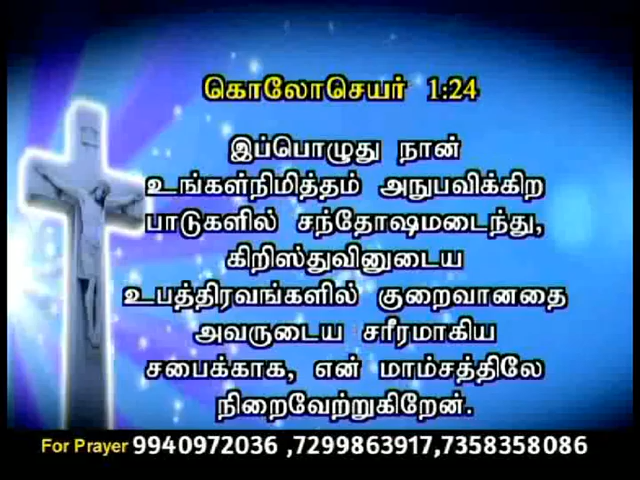 கொலோசெயர் 1:24
இப்பொழுது நான்
உங்கள்நிமித்தம் அநுபவிக்கிற
பாடுகளில் சந்தோஷமடைந்து,
கிறிஸ்துவினுடைய
உபத்திரவங்களில் குறைவானதை
அவருடைய சரீரமாகிய
சபைக்காக, என் மாம்சத்திலே
நிறைவேற்றுகிறேன்.
For Prayer 9940972036 ,7299863917,7358358086